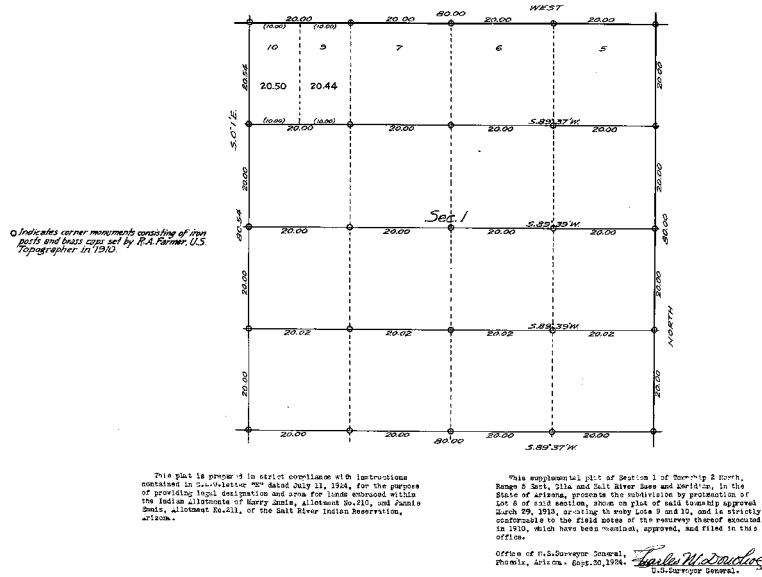 WEST
20.00 20.00 80.00 20.00 20.00
(10.00) (10.00)
10 9 7 6 5
20.54 20.00
20.50 20.44
(10.00) (10.00)
20.00 20.00 20.00 S.89°37'W. 20.00
S.0°1'E.
20.00 20.00
Sec. 1
80.54 20.00 20.00 20.00 S.89°39'W. 20.00 80.00
20.00 20.00
NORTH
20.02 20.02 20.02 S.89°39'W. 20.02
20.00 20.00
20.00 20.00 80.00 20.00 20.00
S.89°37'W.
Indicates corner monuments consisting of iron
posts and brass caps set by R.A. Farmer, U.S.
Topographer in 1910.
This plat is prepared in strict compliance with instructions
contained in letter "E" dated July 11, 1924, for the purpose
of providing legal designation and area for lands embraced within
the Indian Allotments of Harry Ennis, Allotment No.210, and Fannie
Ennis, Allotment No.211, of the Salt River Indian Reservation,
Arizona.
This supplemental plat of Section 1 of Township 2 North,
Range 5 East, Gila and Salt River Base and Meridian, in the
State of Arizona, presents the subdivision by protraction of
Lot 8 of said section, shown on plat of said township approved
March 29, 1913, creating thereby Lots 9 and 10, and is strictly
conformable to the field notes of the resurvey thereof executed
in 1910, which have been examined, approved, and filed in this
office.
Office of U.S.Surveyor General,
Phoenix, Arizona. Sept.30,1924.
Charles M. Donohoe
U.S.Surveyor General.